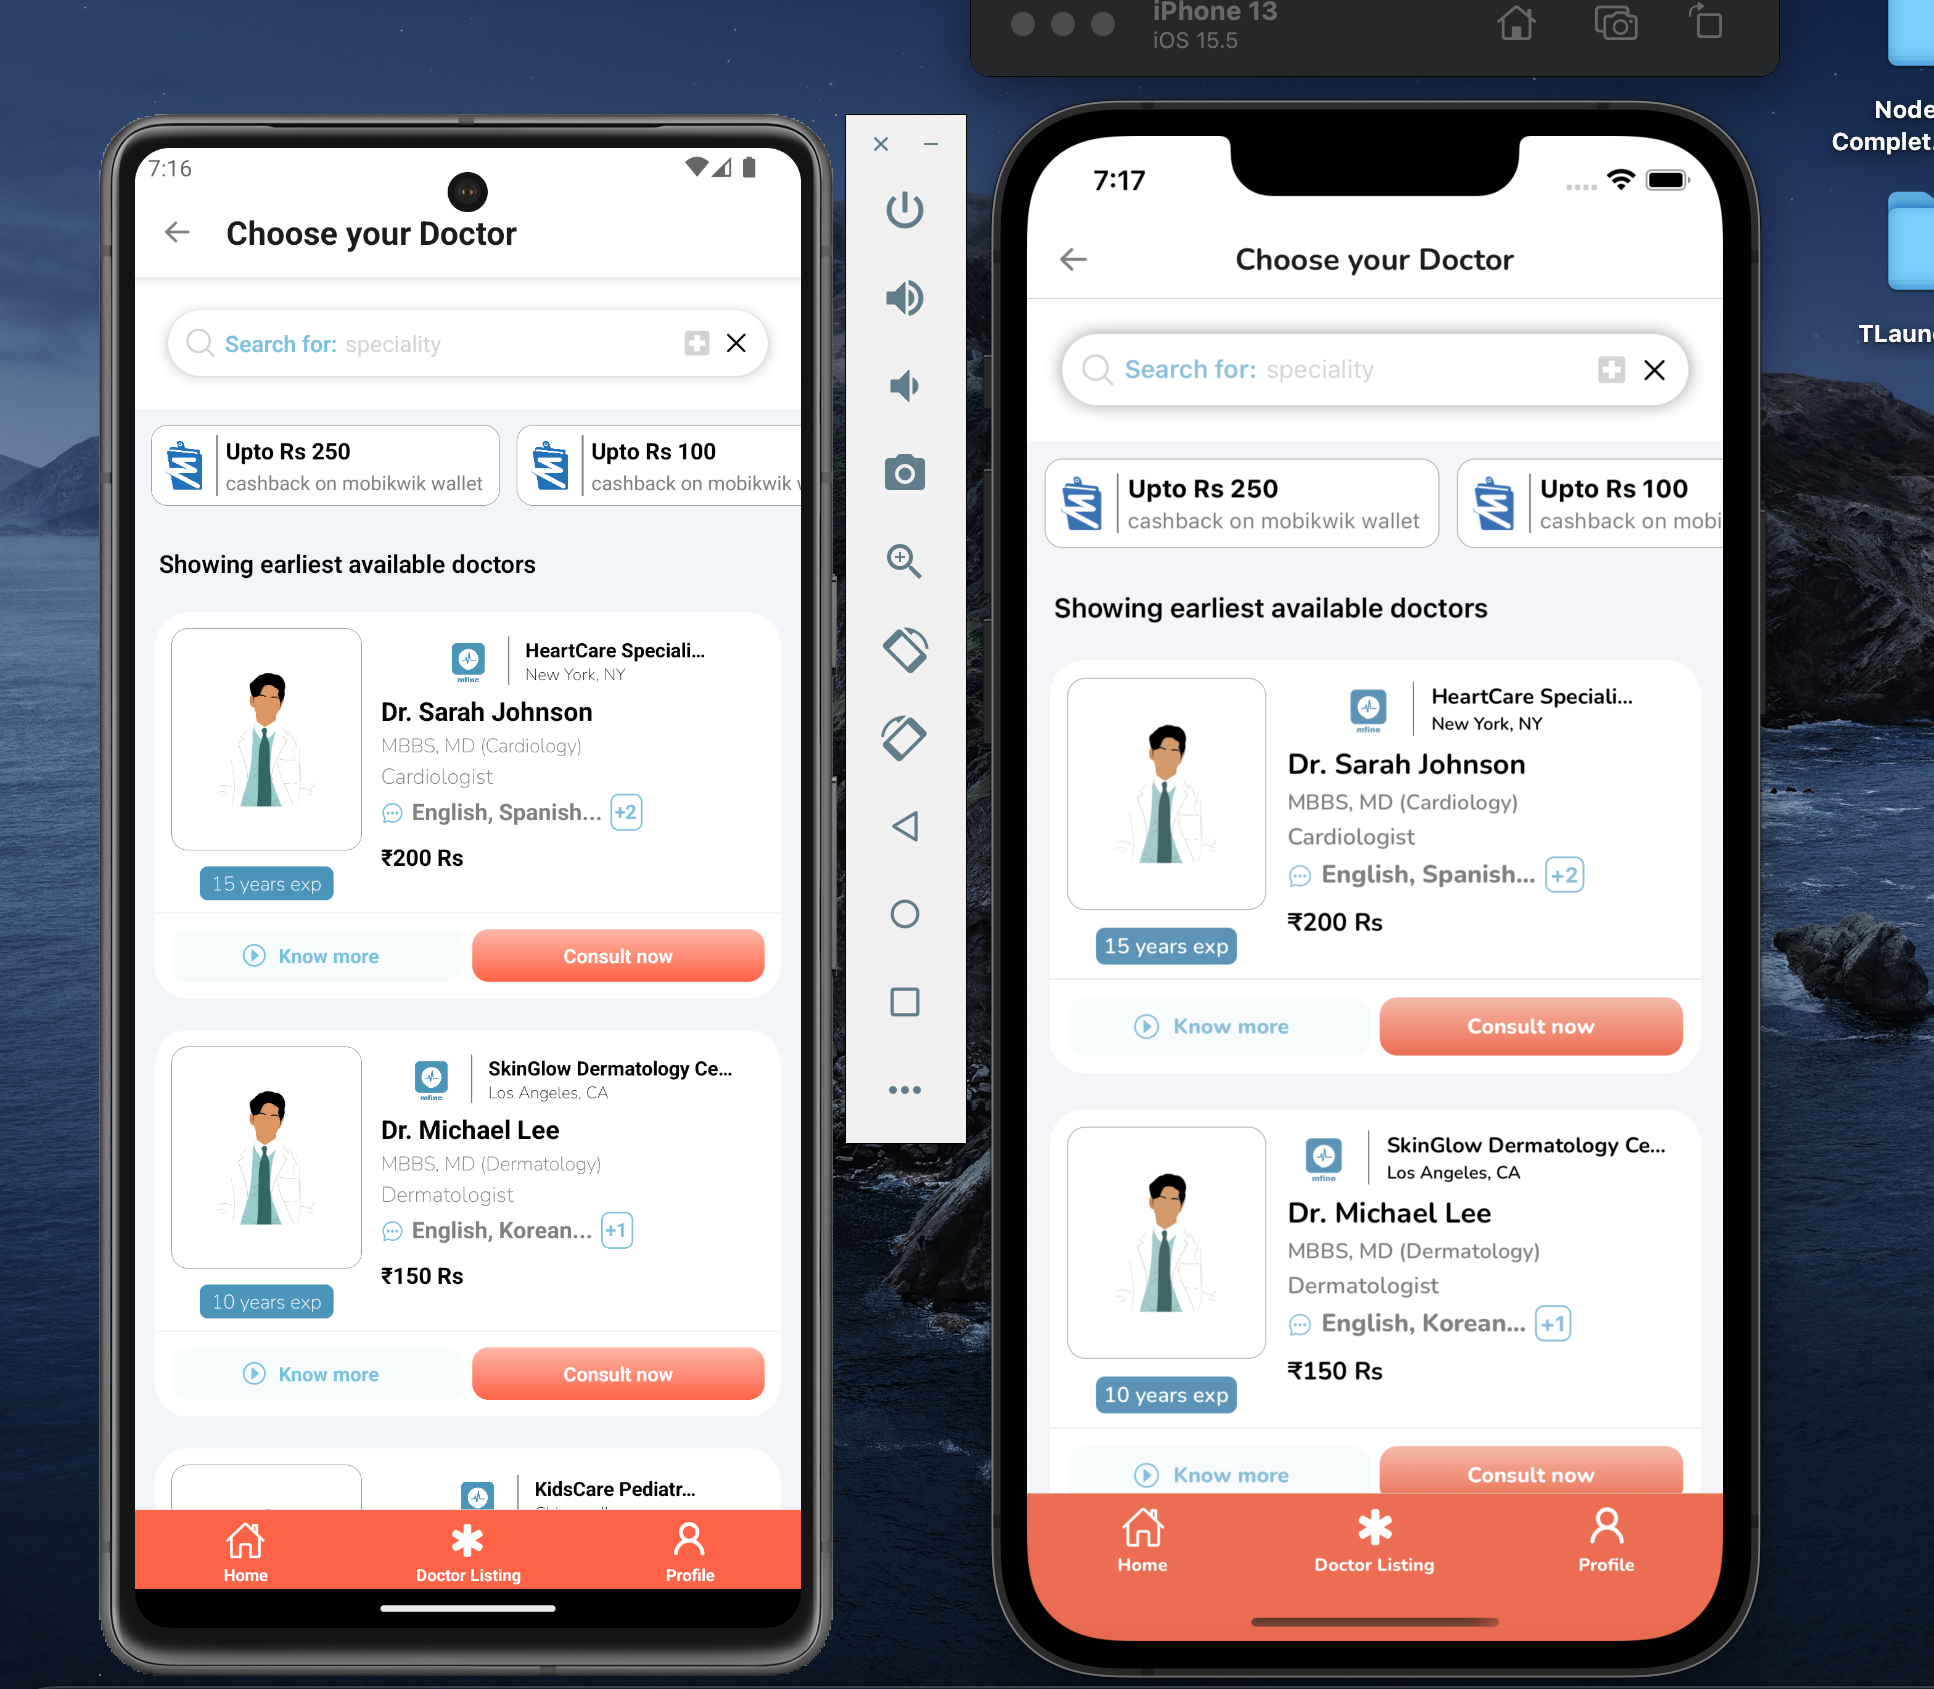 iPhone 13
iOS 15.5
Node
Complet.
TLaun
7:16
Choose your Doctor
Search for: speciality
Upto Rs 250
cashback on mobikwik wallet
Upto Rs 100
cashback on mobikwik
Showing earliest available doctors
mfine
HeartCare Speciali...
New York, NY
Dr. Sarah Johnson
MBBS, MD (Cardiology)
Cardiologist
English, Spanish... +2
₹200 Rs
15 years exp
Know more
Consult now
mfine
SkinGlow Dermatology Ce...
Los Angeles, CA
Dr. Michael Lee
MBBS, MD (Dermatology)
Dermatologist
English, Korean... +1
₹150 Rs
10 years exp
Know more
Consult now
KidsCare Pediatr...
Home
Doctor Listing
Profile
7:17
Choose your Doctor
Search for: speciality
Upto Rs 250
cashback on mobikwik wallet
Upto Rs 100
cashback on mobi
Showing earliest available doctors
mfine
HeartCare Speciali...
New York, NY
Dr. Sarah Johnson
MBBS, MD (Cardiology)
Cardiologist
English, Spanish... +2
₹200 Rs
15 years exp
Know more
Consult now
mfine
SkinGlow Dermatology Ce...
Los Angeles, CA
Dr. Michael Lee
MBBS, MD (Dermatology)
Dermatologist
English, Korean... +1
₹150 Rs
10 years exp
Know more
Consult now
Home
Doctor Listing
Profile